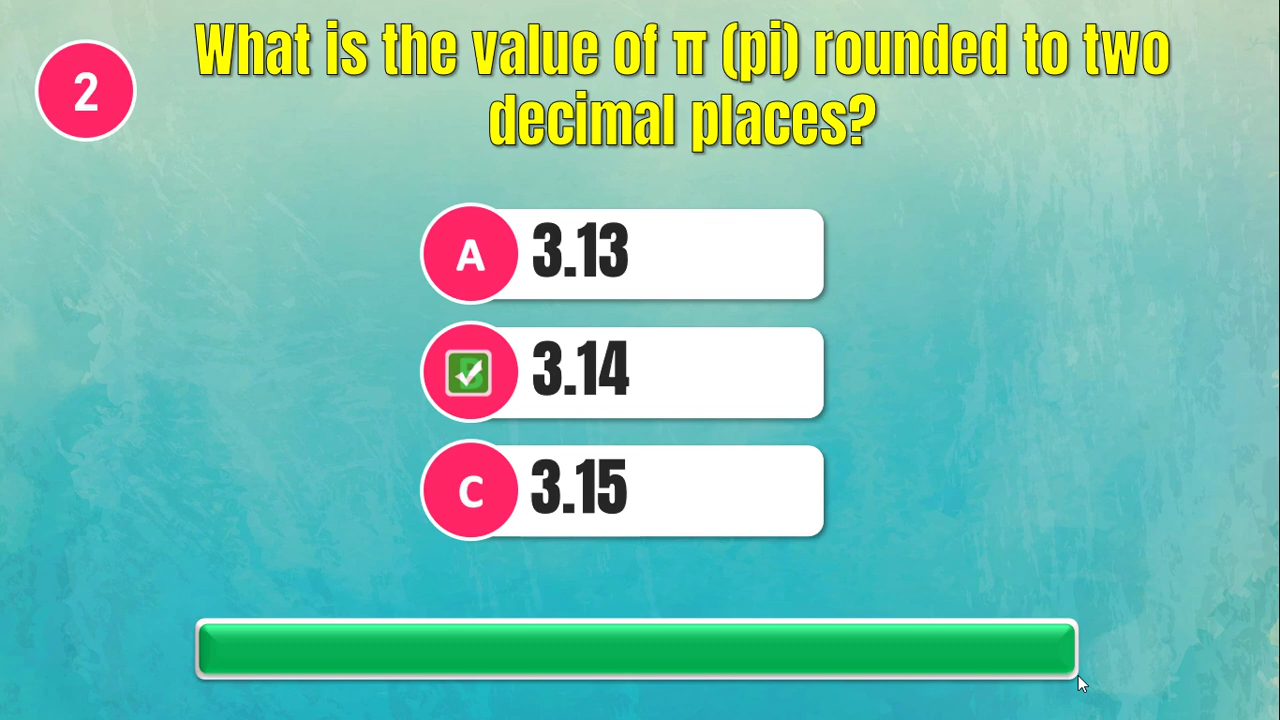 2
What is the value of π (pi) rounded to two
decimal places?
A 3.13
B 3.14
C 3.15